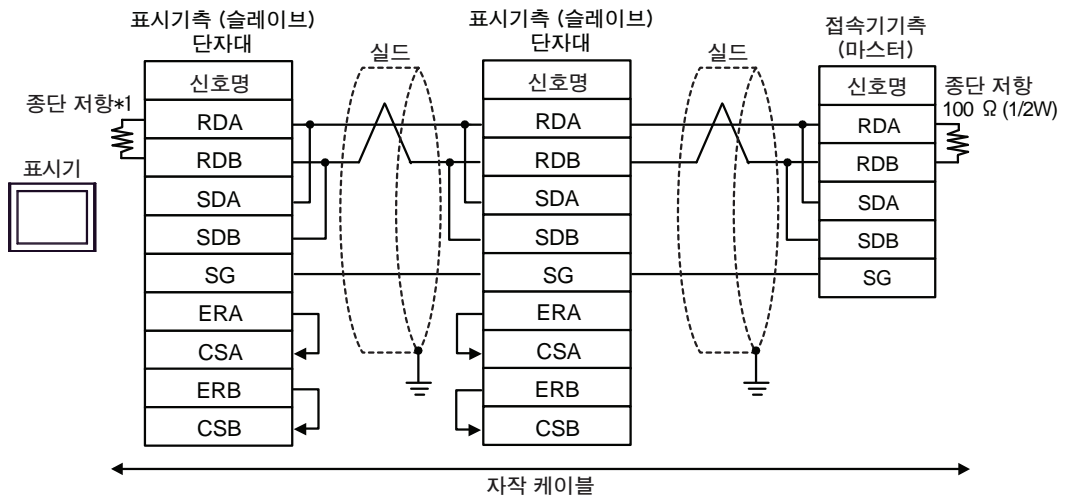 표시기측 (슬레이브)
단자대
표시기측 (슬레이브)
단자대
접속기기측
(마스터)
실드
실드
종단 저항*1
표시기
신호명
RDA
RDB
SDA
SDB
SG
ERA
CSA
ERB
CSB
신호명
RDA
RDB
SDA
SDB
SG
ERA
CSA
ERB
CSB
신호명
RDA
RDB
SDA
SDB
SG
종단 저항
100 Ω (1/2W)
자작 케이블